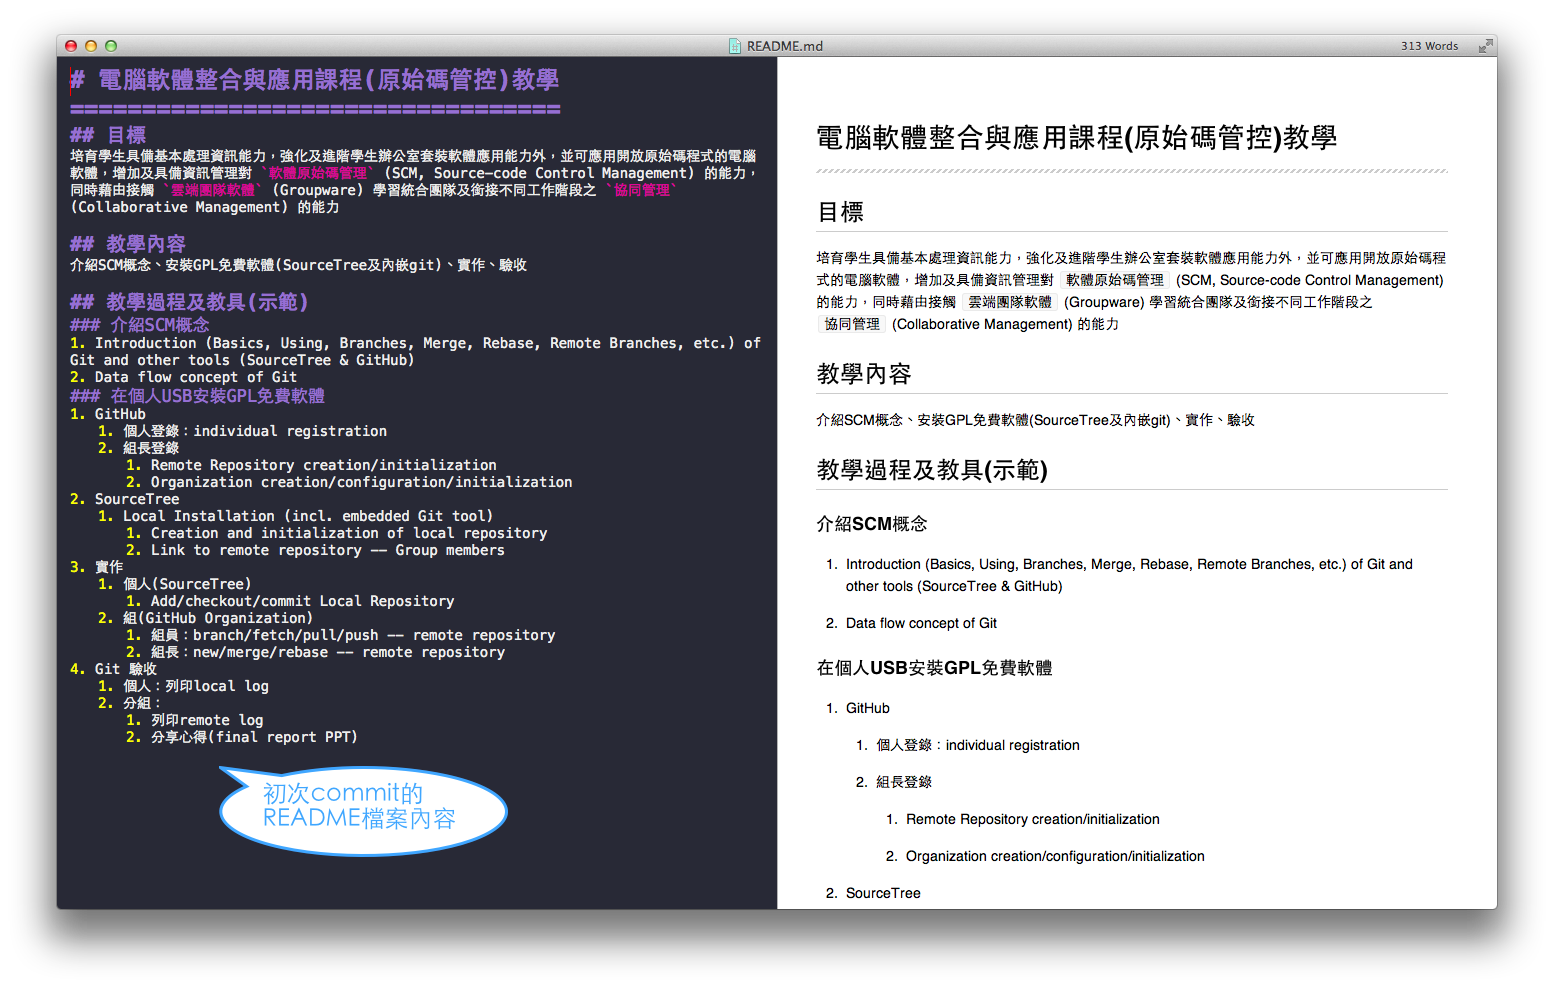 README.md
313 Words
# 電腦軟體整合與應用課程(原始碼管控)教學
==================================
## 目標
培育學生具備基本處理資訊能力，強化及進階學生辦公室套裝軟體應用能力外，並可應用開放原始碼程式的電腦
軟體，增加及具備資訊管理對 `軟體原始碼管理` (SCM, Source-code Control Management) 的能力，
同時藉由接觸 `雲端團隊軟體` (Groupware) 學習統合團隊及銜接不同工作階段之 `協同管理`
(Collaborative Management) 的能力
## 教學內容
介紹SCM概念、安裝GPL免費軟體(SourceTree及內嵌git)、實作、驗收
## 教學過程及教具(示範)
### 介紹SCM概念
1. Introduction (Basics, Using, Branches, Merge, Rebase, Remote Branches, etc.) of
Git and other tools (SourceTree & GitHub)
2. Data flow concept of Git
### 在個人USB安裝GPL免費軟體
1. GitHub
1. 個人登錄：individual registration
2. 組長登錄
1. Remote Repository creation/initialization
2. Organization creation/configuration/initialization
2. SourceTree
1. Local Installation (incl. embedded Git tool)
1. Creation and initialization of local repository
2. Link to remote repository -- Group members
3. 實作
1. 個人(SourceTree)
1. Add/checkout/commit Local Repository
2. 組(GitHub Organization)
1. 組員：branch/fetch/pull/push -- remote repository
2. 組長：new/merge/rebase -- remote repository
4. Git 驗收
1. 個人：列印local log
2. 分組：
1. 列印remote log
2. 分享心得(final report PPT)
初次commit的
README檔案內容
電腦軟體整合與應用課程(原始碼管控)教學
目標
培育學生具備基本處理資訊能力，強化及進階學生辦公室套裝軟體應用能力外，並可應用開放原始碼程
式的電腦軟體，增加及具備資訊管理對 軟體原始碼管理 (SCM, Source-code Control Management)
的能力，同時藉由接觸 雲端團隊軟體 (Groupware) 學習統合團隊及銜接不同工作階段之
協同管理 (Collaborative Management) 的能力
教學內容
介紹SCM概念、安裝GPL免費軟體(SourceTree及內嵌git)、實作、驗收
教學過程及教具(示範)
介紹SCM概念
1. Introduction (Basics, Using, Branches, Merge, Rebase, Remote Branches, etc.) of Git and
other tools (SourceTree & GitHub)
2. Data flow concept of Git
在個人USB安裝GPL免費軟體
1. GitHub
1. 個人登錄：individual registration
2. 組長登錄
1. Remote Repository creation/initialization
2. Organization creation/configuration/initialization
2. SourceTree